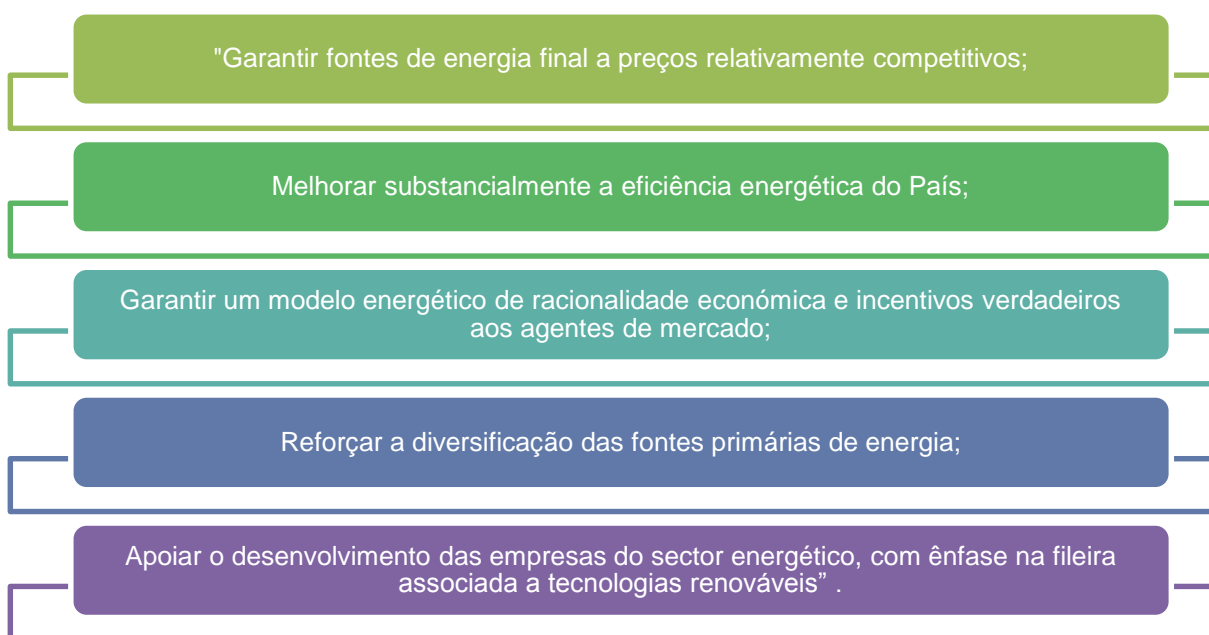 "Garantir fontes de energia final a preços relativamente competitivos;
Melhorar substancialmente a eficiência energética do País;
Garantir um modelo energético de racionalidade económica e incentivos verdadeiros
aos agentes de mercado;
Reforçar a diversificação das fontes primárias de energia;
Apoiar o desenvolvimento das empresas do sector energético, com ênfase na fileira
associada a tecnologias renováveis” .